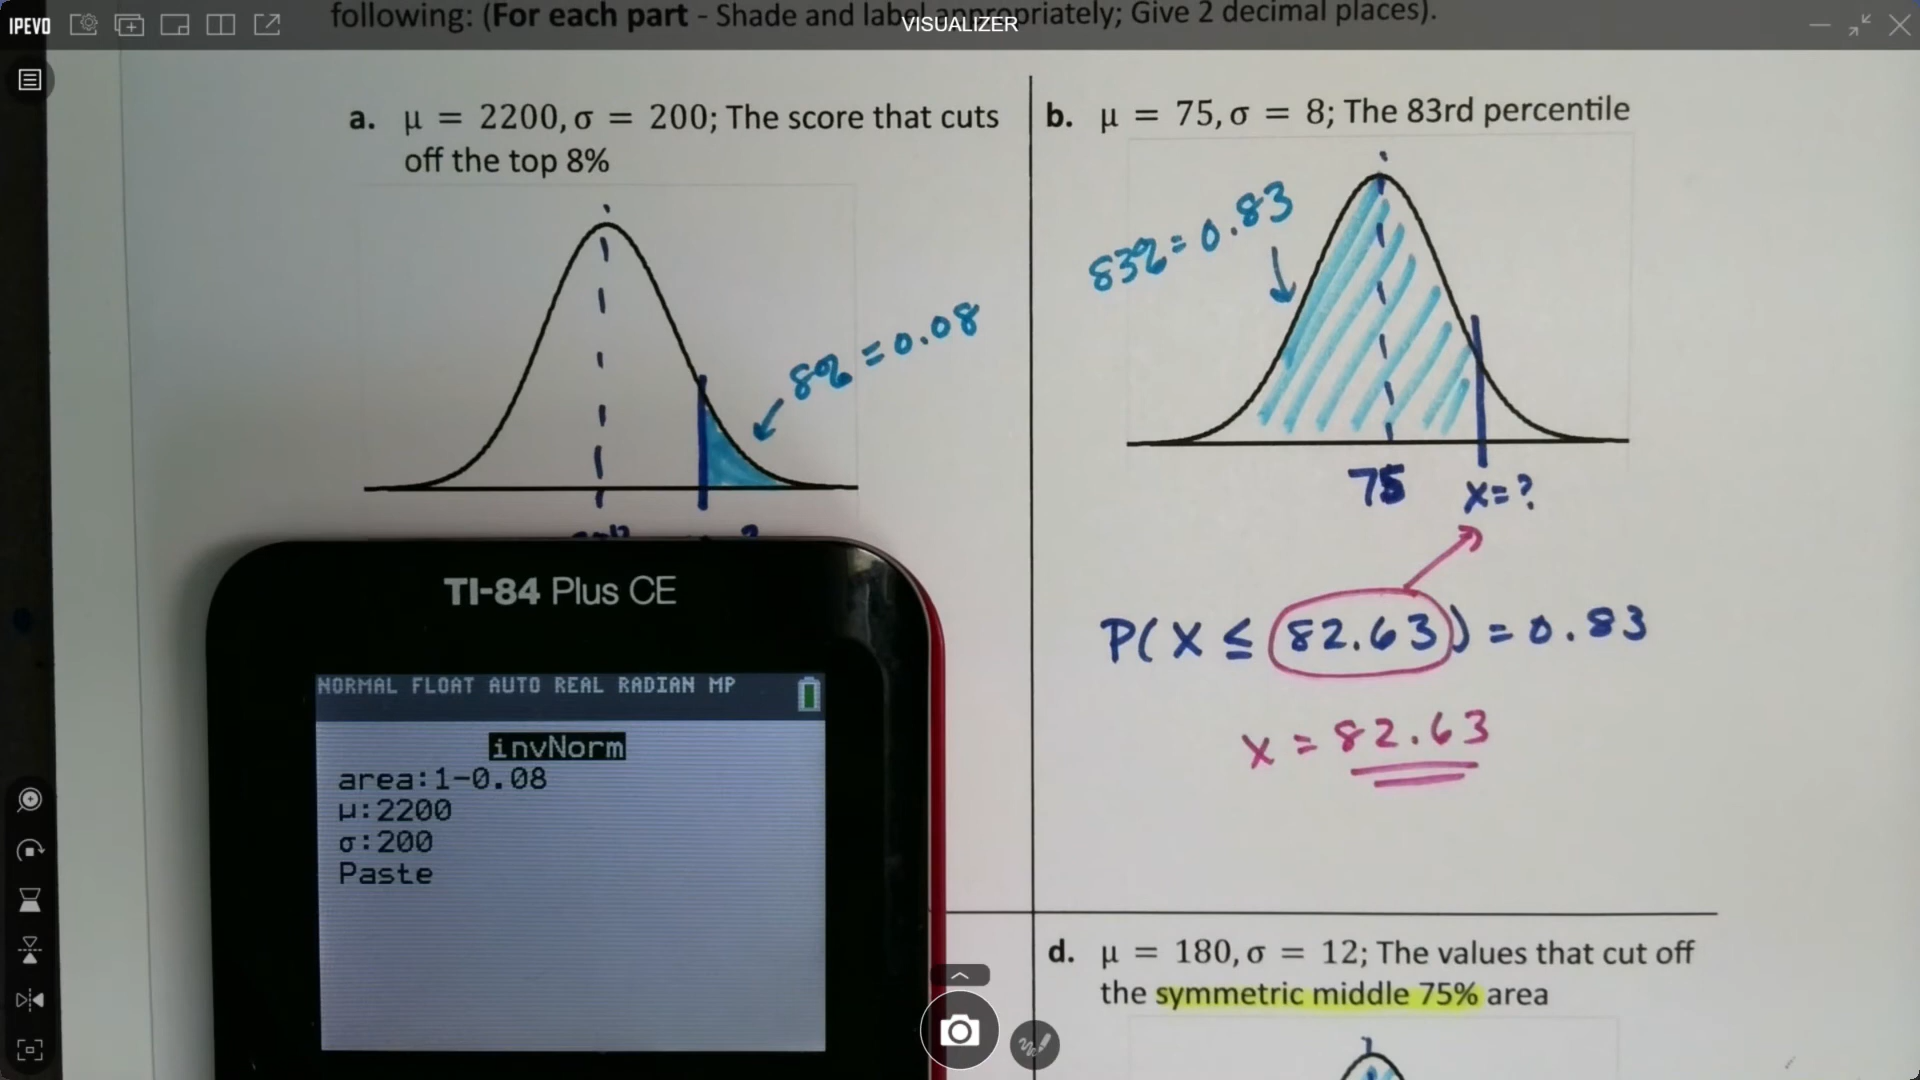 IPEVO
VISUALIZER
following: (For each part - Shade and label appropriately; Give 2 decimal places).
a. μ = 2200, σ = 200; The score that cuts
off the top 8%
8% = 0.08
TI-84 Plus CE
NORMAL FLOAT AUTO REAL RADIAN MP
invNorm
area:1-0.08
μ:2200
σ:200
Paste
b. μ = 75, σ = 8; The 83rd percentile
83% = 0.83
75
x = ?
P(X ≤ 82.63) = 0.83
x = 82.63
d. μ = 180, σ = 12; The values that cut off
the symmetric middle 75% area